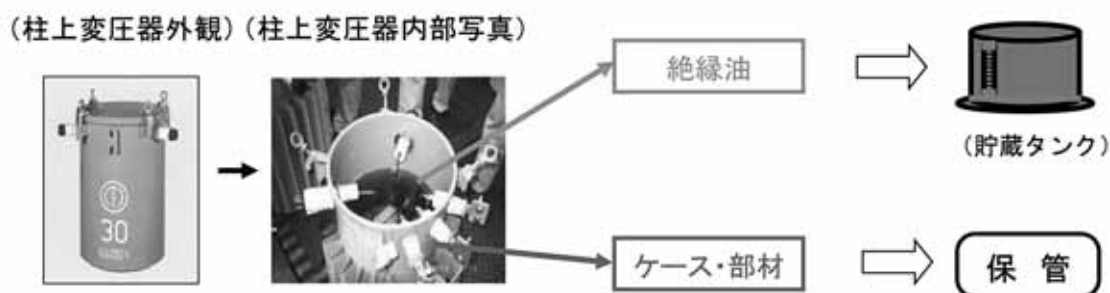 (柱上変圧器外観)(柱上変圧器内部写真)
絶縁油
(貯蔵タンク)
30
ケース・部材
保 管